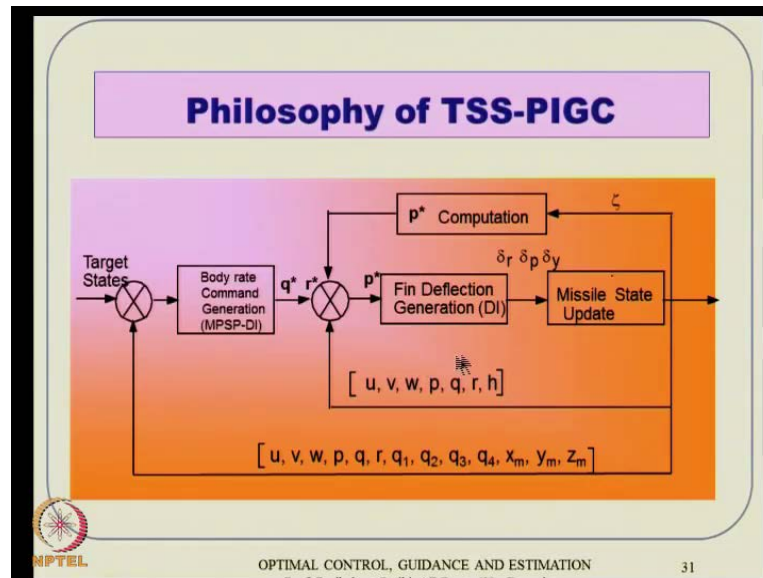 Philosophy of TSS-PIGC
p* Computation
ζ
Target
States
Body rate
Command
Generation
(MPSP-DI)
q* r*
p*
Fin Deflection
Generation (DI)
δr δp δy
Missile State
Update
[ u, v, w, p, q, r, h]
[ u, v, w, p, q, r, q1, q2, q3, q4, xm, ym, zm]
NPTEL
OPTIMAL CONTROL, GUIDANCE AND ESTIMATION
31